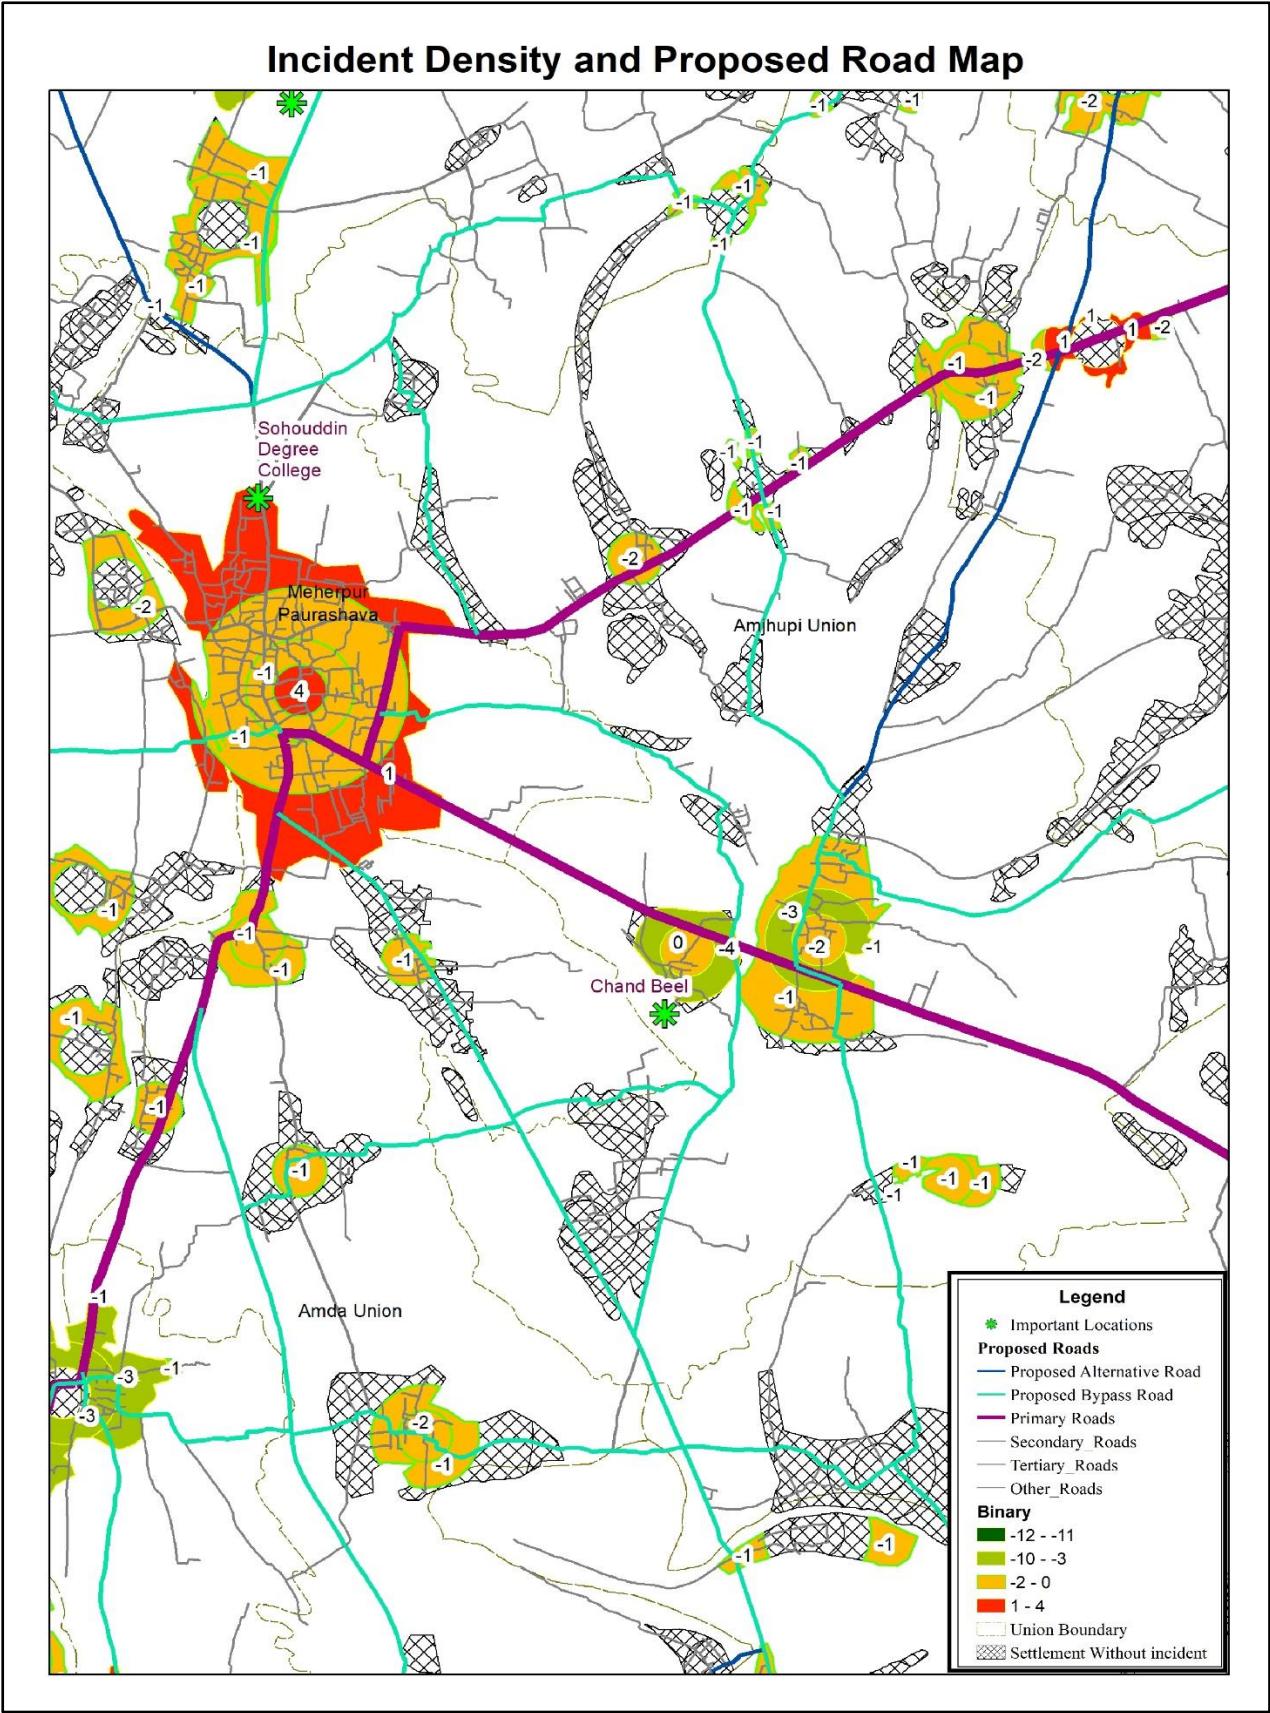 Incident Density and Proposed Road Map
-1
-1
-2
-1
-1
-1
-1
-1
-1
-1
1
1
1
-2
-2
-1
-1
Sohouddin
Degree
College
-1
-1
-1
-1
-1
-2
Meherpur
Paurashava
-2
Amjhupi Union
-1
4
-1
1
-1
-3
-1
0
-4
-2
-1
-1
-1
Chand Beel
-1
-1
-1
-1
-1
-1
-1
-1
Amda Union
-1
-3
-1
-3
-2
-1
-1
-1
Legend
Important Locations
Proposed Roads
Proposed Alternative Road
Proposed Bypass Road
Primary Roads
Secondary_Roads
Tertiary_Roads
Other_Roads
Binary
-12 - -11
-10 - -3
-2 - 0
1 - 4
Union Boundary
Settlement Without incident